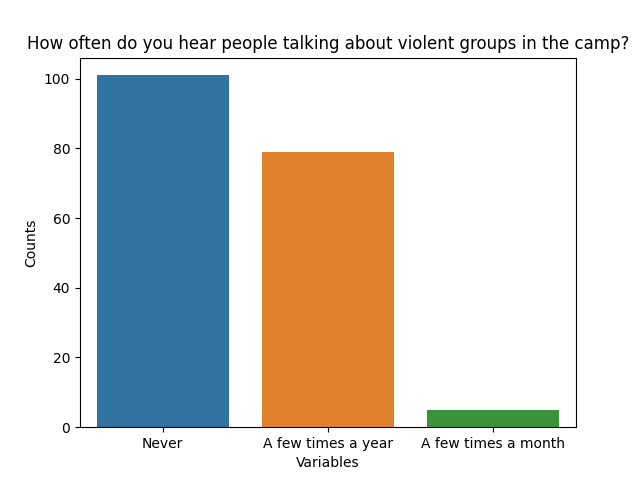 How often do you hear people talking about violent groups in the camp?
100
80
60
40
20
0
Counts
Never
A few times a year
A few times a month
Variables